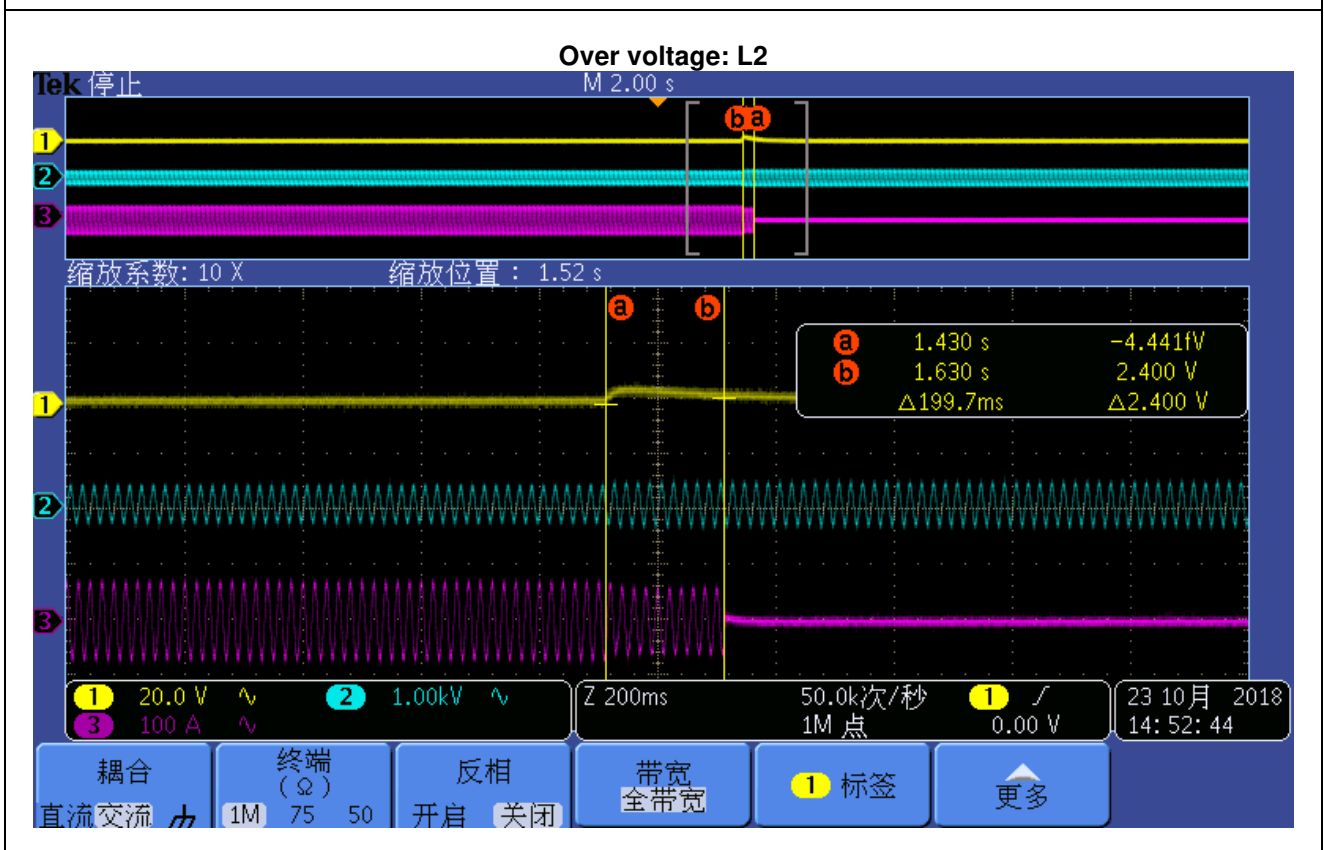 Over voltage: L2
Tek 停止 M 2.00 s
b a
1
2
3
缩放系数: 10 X 缩放位置： 1.52 s
a b
a 1.430 s -4.441fV
b 1.630 s 2.400 V
△199.7ms △2.400 V
1
2
3
1 20.0 V 2 1.00kV Z 200ms 50.0k次/秒 1 23 10月 2018
3 100 A 1M 点 0.00 V 14: 52: 44
耦合 终端 反相 带宽 1 标签 更多
(Ω)
直流 交流 1M 75 50 开启 关闭 全带宽